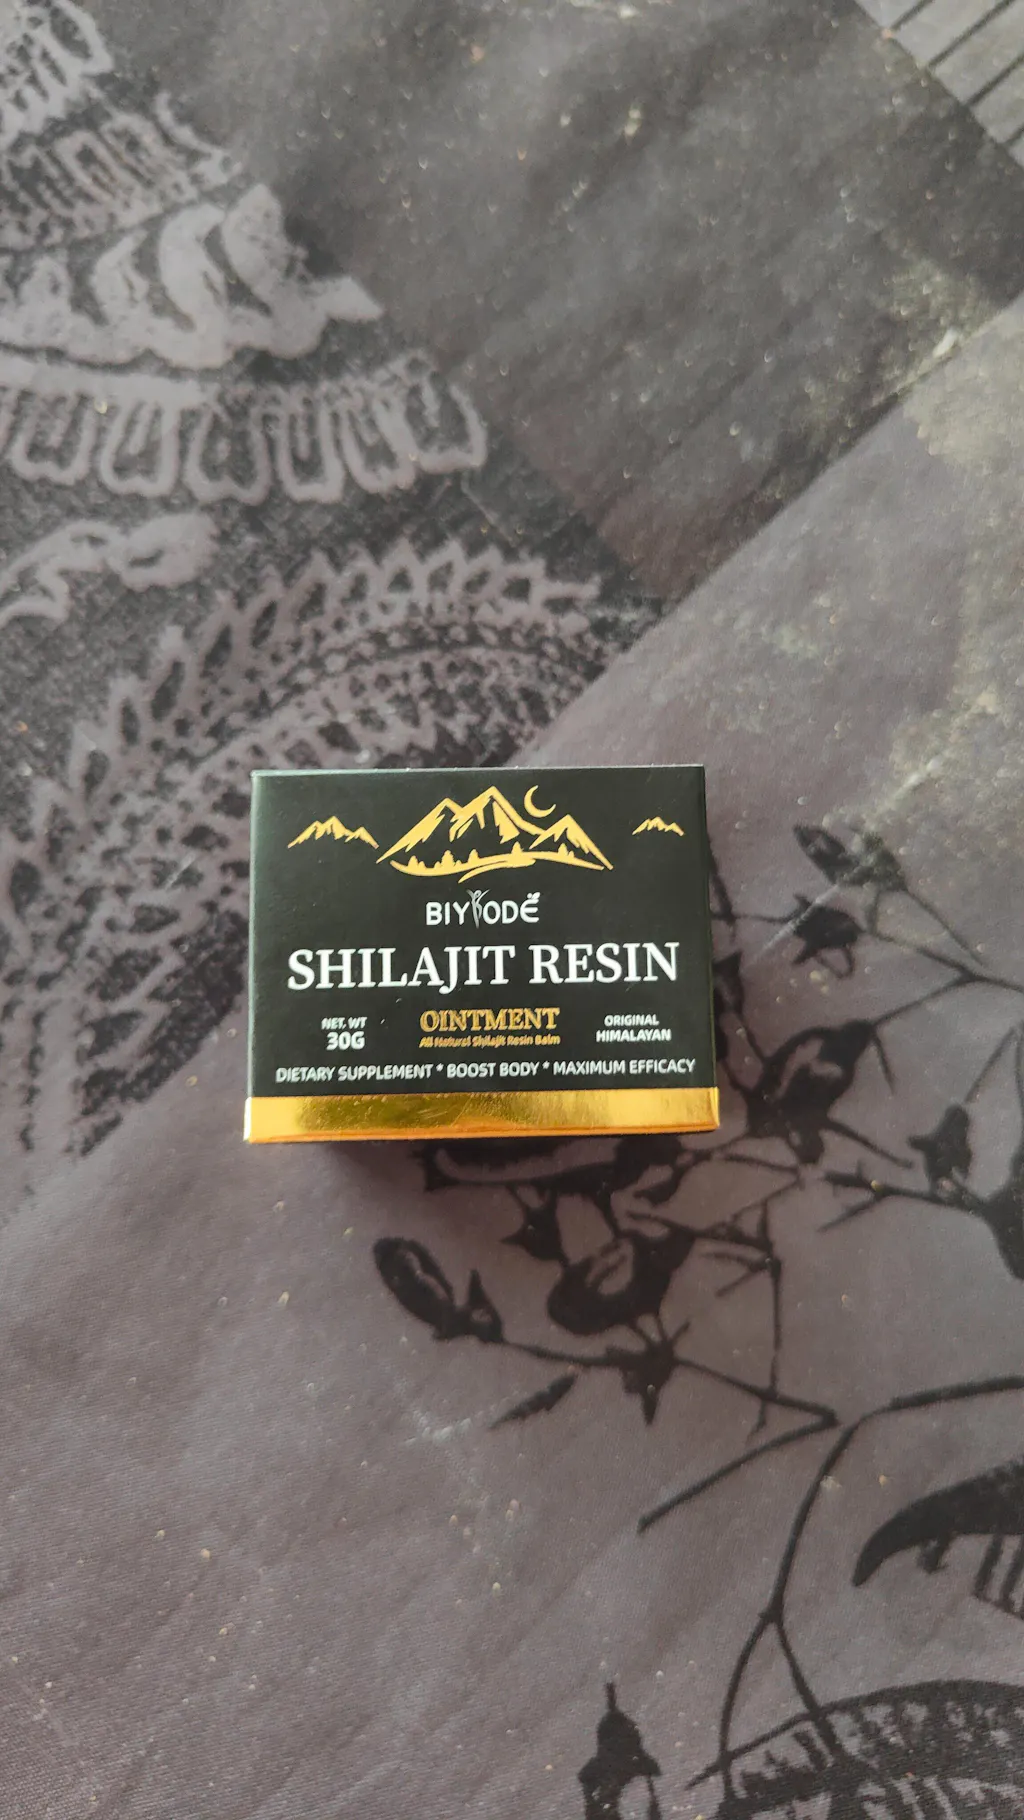 BIYODE
SHILAJIT RESIN
NET. WT
30G
OINTMENT
All Natural Shilajit Resin Balm
ORIGINAL
HIMALAYAN
DIETARY SUPPLEMENT * BOOST BODY * MAXIMUM EFFICACY